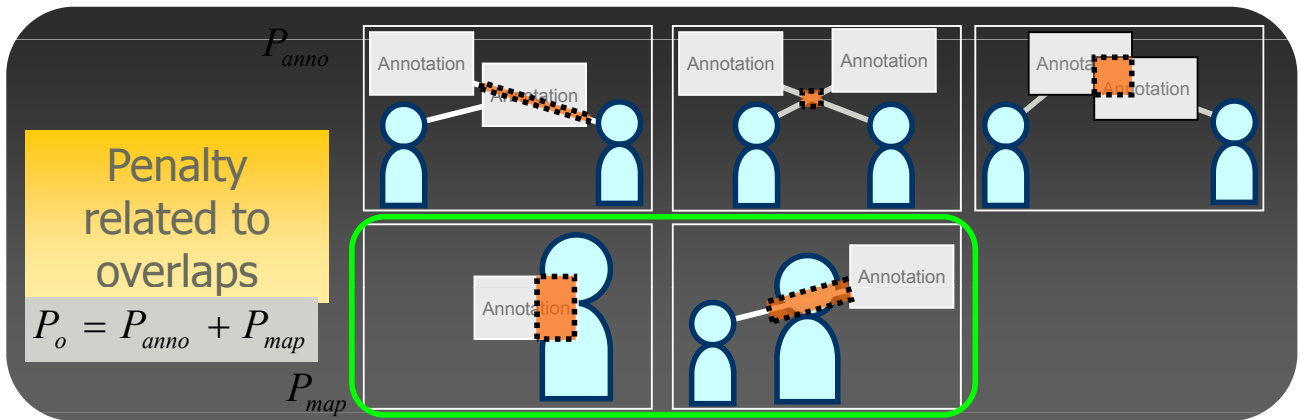 P_anno
Annotation
Annotation
Annotation
Annotation
Annotation
Annotation
Penalty
related to
overlaps
P_o = P_anno + P_map
Annotation
Annotation
P_map